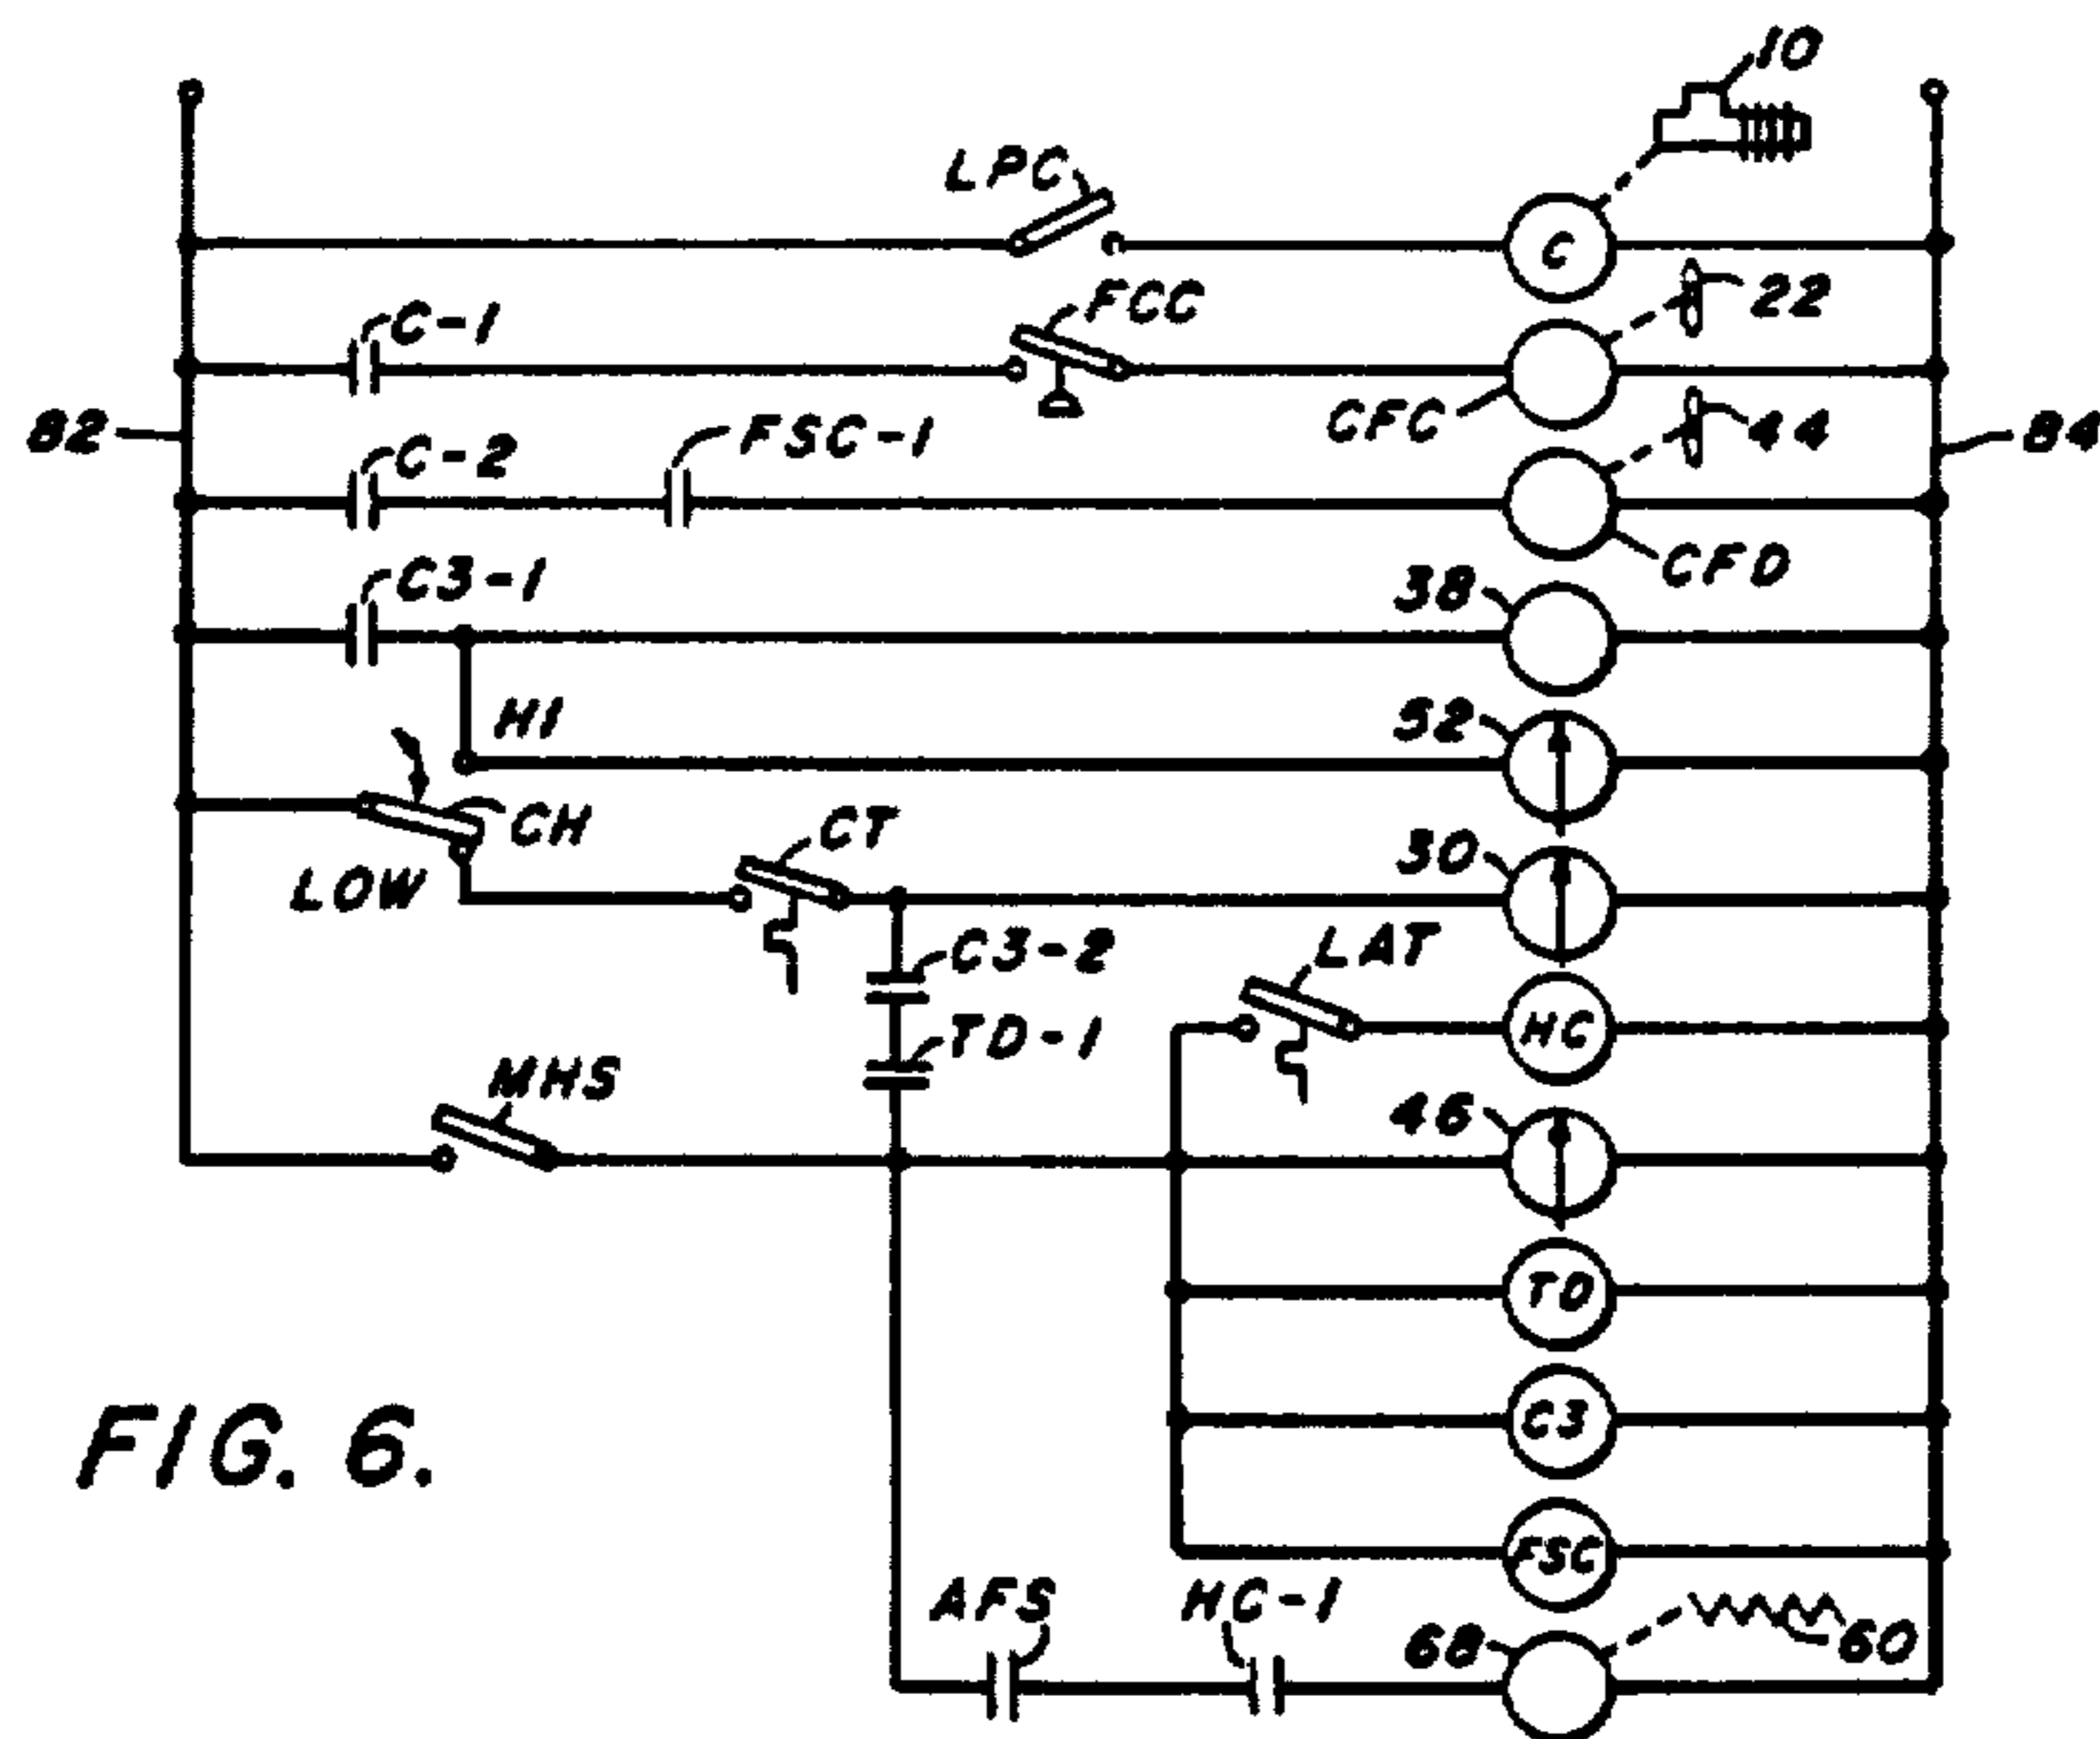 10
LPC
C
C-1
FCC
22
82
CFC
C-2
FSC-1
44
84
CFD
C3-1
38
HI
52
CH
CT
30
LOW
C3-2
LAT
TD-1
HC
MHS
46
TD
C3
FIG. 6.
FSC
AFS
HC-1
68
60